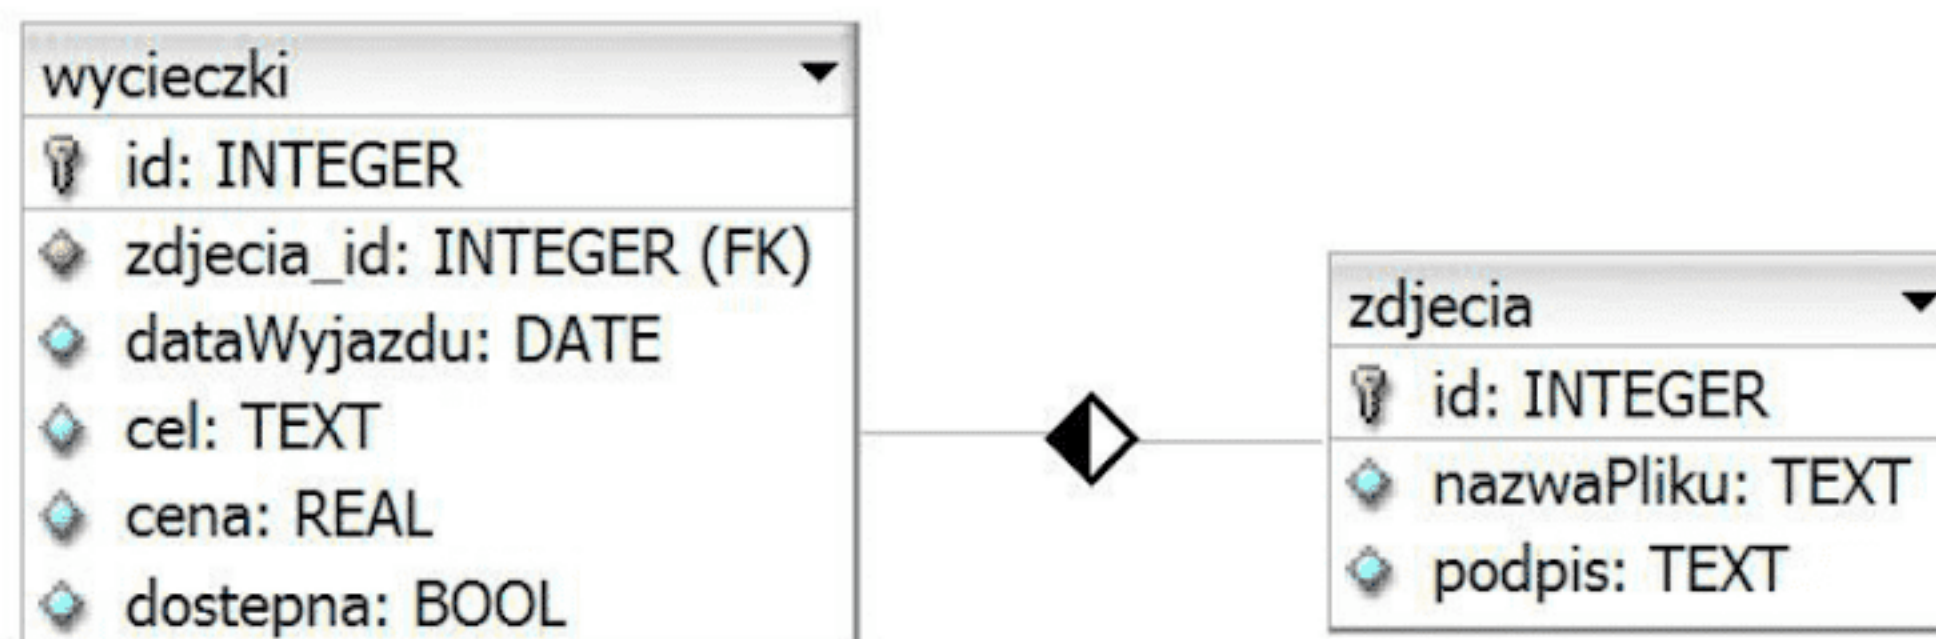 wycieczki
id: INTEGER
zdjecia_id: INTEGER (FK)
dataWyjazdu: DATE
cel: TEXT
cena: REAL
dostepna: BOOL
zdjecia
id: INTEGER
nazwaPliku: TEXT
podpis: TEXT